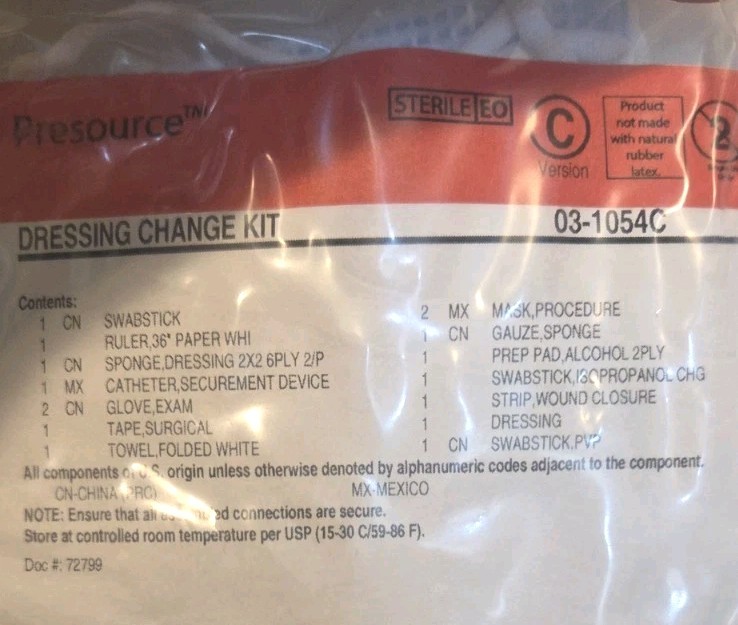 Presource™
STERILE EO
C
Version
Product
not made
with natural
rubber
latex.
2
DRESSING CHANGE KIT
03-1054C
Contents:
1 CN SWABSTICK
1 RULER,36" PAPER WHI
1 CN SPONGE,DRESSING 2X2 6PLY 2/P
1 MX CATHETER,SECUREMENT DEVICE
2 CN GLOVE,EXAM
1 TAPE,SURGICAL
1 TOWEL,FOLDED WHITE
2 MX MASK,PROCEDURE
1 CN GAUZE,SPONGE
1 PREP PAD,ALCOHOL 2PLY
1 SWABSTICK,ISOPROPANOL CHG
1 STRIP,WOUND CLOSURE
1 DRESSING
1 CN SWABSTICK,PVP
All components of U.S. origin unless otherwise denoted by alphanumeric codes adjacent to the component.
CN-CHINA (PRC) MX-MEXICO
NOTE: Ensure that all connections are secure.
Store at controlled room temperature per USP (15-30 C/59-86 F).
Doc #: 72799